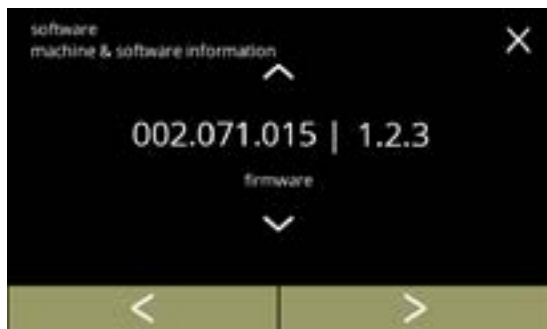 software
machine & software information
002.071.015 | 1.2.3
firmware